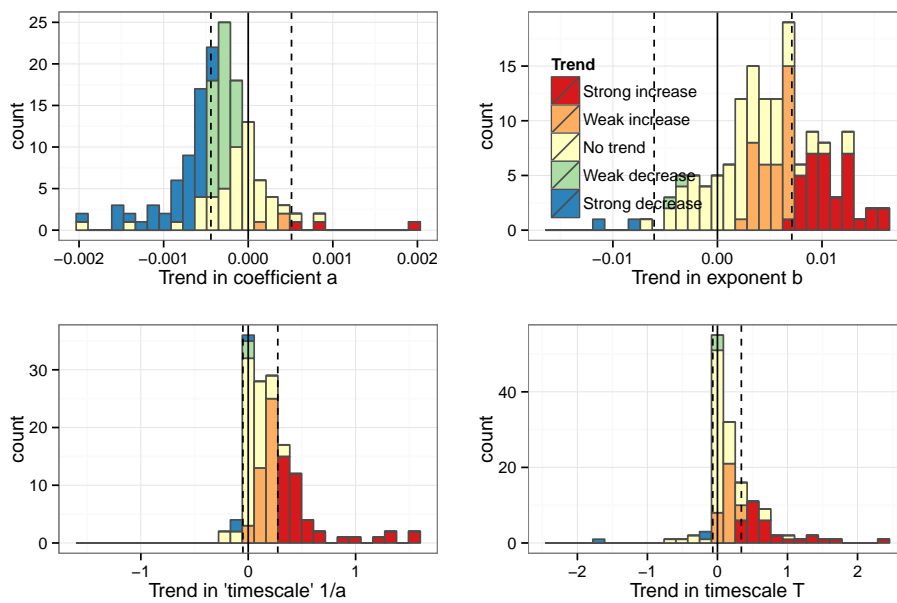 25
20
15
10
5
0
count
−0.002
−0.001
0.000
0.001
0.002
Trend in coefficient a
15
10
5
0
count
Trend
Strong increase
Weak increase
No trend
Weak decrease
Strong decrease
−0.01
0.00
0.01
Trend in exponent b
30
20
10
0
count
−1
0
1
Trend in 'timescale' 1/a
40
20
0
count
−2
−1
0
1
2
Trend in timescale T